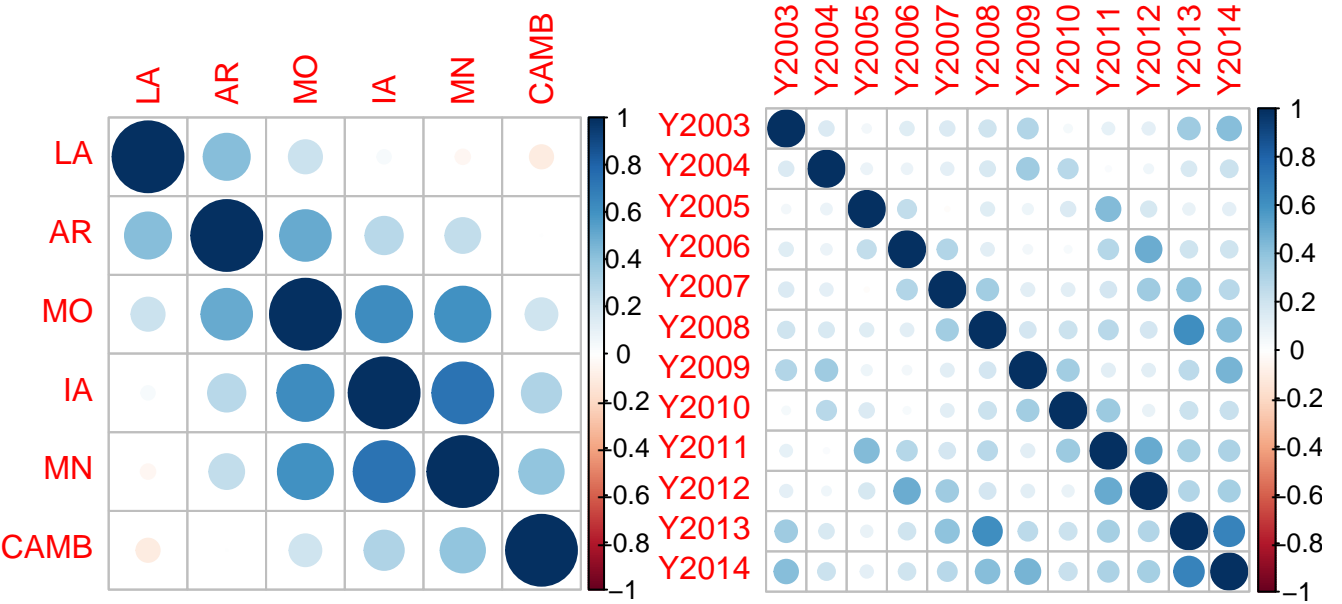 LA AR MO IA MN CAMB
LA
AR
MO
IA
MN
CAMB
1
0.8
0.6
0.4
0.2
0
−0.2
−0.4
−0.6
−0.8
−1
Y2003 Y2004 Y2005 Y2006 Y2007 Y2008 Y2009 Y2010 Y2011 Y2012 Y2013 Y2014
Y2003
Y2004
Y2005
Y2006
Y2007
Y2008
Y2009
Y2010
Y2011
Y2012
Y2013
Y2014
1
0.8
0.6
0.4
0.2
0
−0.2
−0.4
−0.6
−0.8
−1